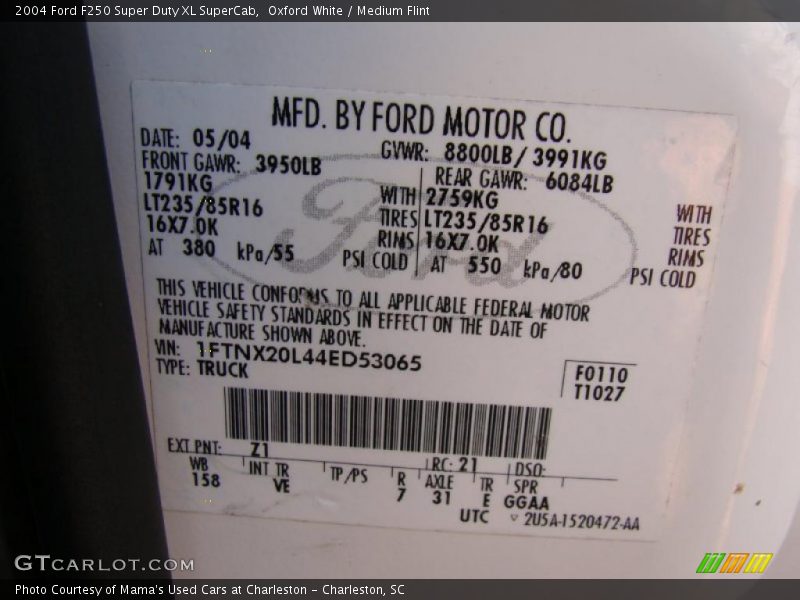 2004 Ford F250 Super Duty XL SuperCab, Oxford White / Medium Flint
MFD. BY FORD MOTOR CO.
DATE: 05/04 GVWR: 8800LB/ 3991KG
FRONT GAWR: 3950LB REAR GAWR: 6084LB
1791KG WITH 2759KG WITH
LT235/85R16 TIRES LT235/85R16 TIRES
16X7.0K RIMS 16X7.0K RIMS
AT 380 kPa/55 PSI COLD AT 550 kPa/80 PSI COLD
Ford
THIS VEHICLE CONFORMS TO ALL APPLICABLE FEDERAL MOTOR
VEHICLE SAFETY STANDARDS IN EFFECT ON THE DATE OF
MANUFACTURE SHOWN ABOVE.
VIN: 1FTNX20L44ED53065
TYPE: TRUCK
F0110
T1027
EXT PNT: Z1 RC: 21 DSO:
WB INT TR TP/PS R AXLE TR SPR
158 VE 7 31 E GGAA
UTC ▽ 2U5A-1520472-AA
GTCARLOT.COM
Photo Courtesy of Mama's Used Cars at Charleston - Charleston, SC